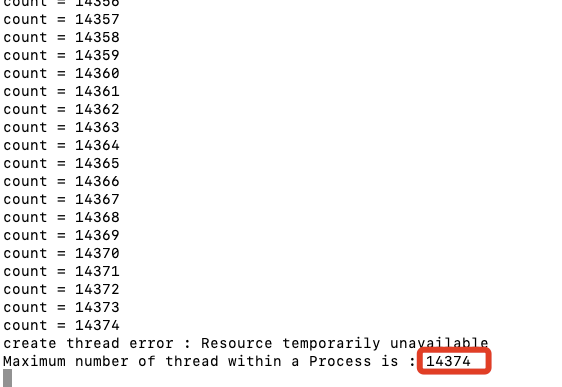 count = 14356
count = 14357
count = 14358
count = 14359
count = 14360
count = 14361
count = 14362
count = 14363
count = 14364
count = 14365
count = 14366
count = 14367
count = 14368
count = 14369
count = 14370
count = 14371
count = 14372
count = 14373
count = 14374
create thread error : Resource temporarily unavailable
Maximum number of thread within a Process is : 14374